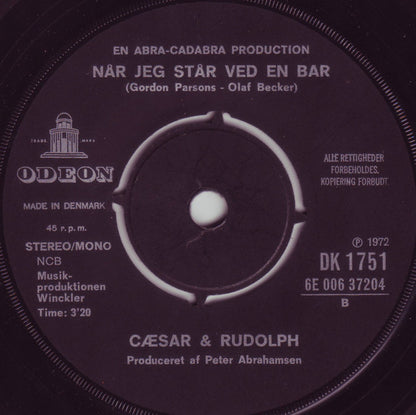 EN ABRA-CADABRA PRODUCTION
NÅR JEG STÅR VED EN BAR
(Gordon Parsons - Olaf Becker)
TRADE MARK
ODEON
MADE IN DENMARK
45 r.p.m.
STEREO/MONO
NCB
Musik-
produktionen
Winckler
Time: 3'20
ALLE RETTIGHEDER
FORBEHOLDES.
KOPIERING FORBUDT.
Ⓟ 1972
DK 1751
6E 006 37204
B
CÆSAR & RUDOLPH
Produceret af Peter Abrahamsen